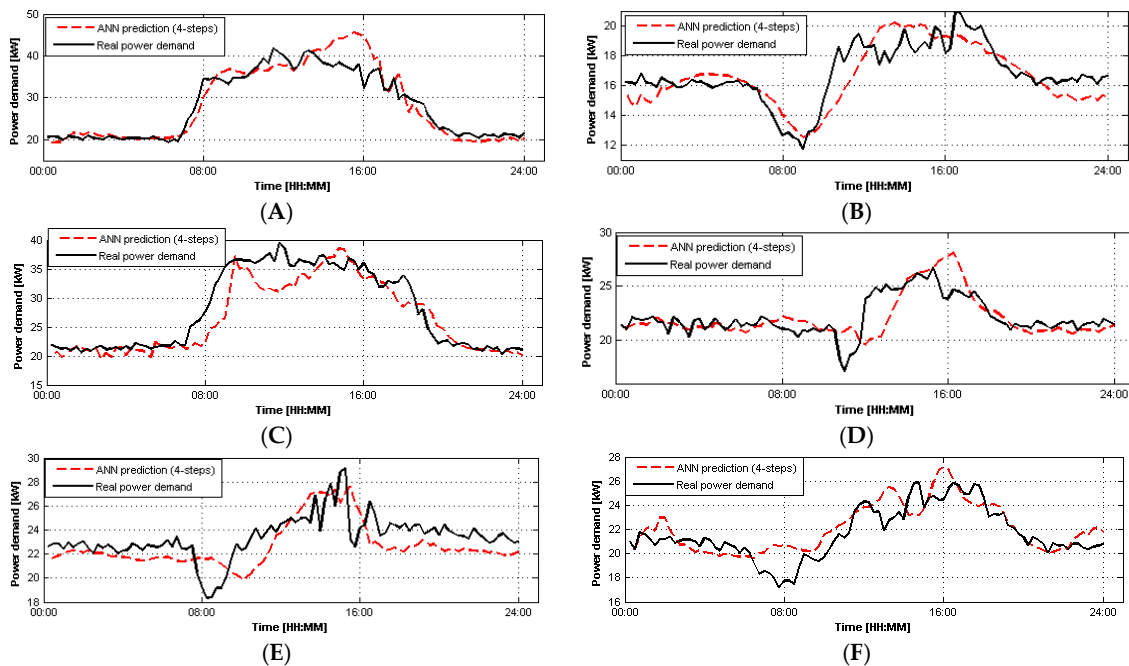 ANN prediction (4-steps)
Real power demand
Power demand [kW]
50
40
30
20
00:00
08:00
16:00
24:00
Time [HH:MM]
(A)
ANN prediction (4-steps)
Real power demand
Power demand [kW]
20
18
16
14
12
00:00
08:00
16:00
24:00
Time [HH:MM]
(B)
ANN prediction (4-steps)
Real power demand
Power demand [kW]
40
35
30
25
20
15
00:00
08:00
16:00
24:00
Time [HH:MM]
(C)
ANN prediction (4-steps)
Real power demand
Power demand [kW]
30
25
20
00:00
08:00
16:00
24:00
Time [HH:MM]
(D)
ANN prediction (4-steps)
Real power demand
Power demand [kW]
30
28
26
24
22
20
18
00:00
08:00
16:00
24:00
Time [HH:MM]
(E)
ANN prediction (4-steps)
Real power demand
Power demand [kW]
28
26
24
22
20
18
16
00:00
08:00
16:00
24:00
Time [HH:MM]
(F)